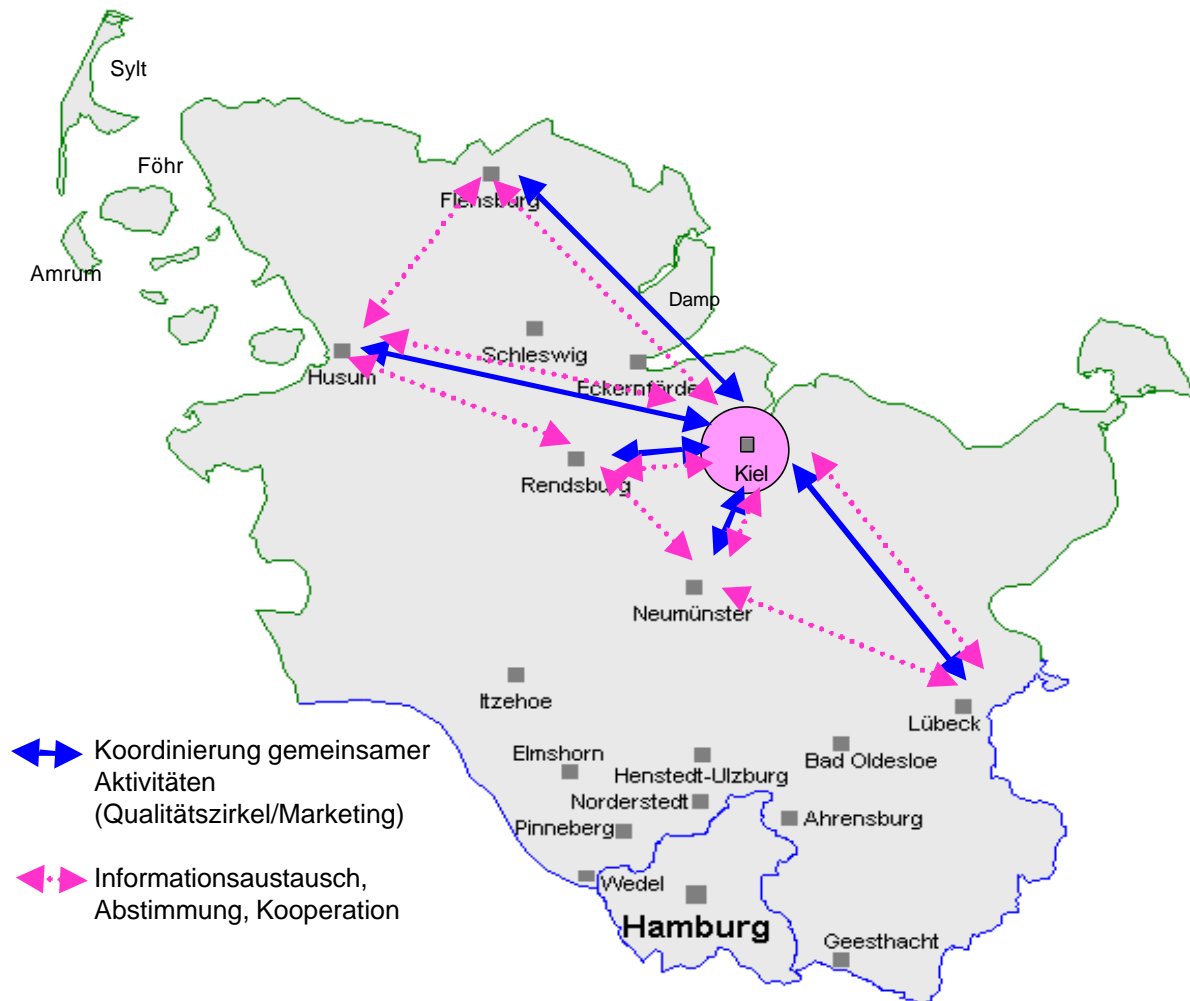 Sylt
Föhr
Flensburg
Amrum
Damp
Schleswig
Husum
Eckernförde
Rendsburg
Kiel
Neumünster
Itzehoe
Lübeck
Koordinierung gemeinsamer
Aktivitäten
(Qualitätszirkel/Marketing)
Elmshorn
Henstedt-Ulzburg
Bad Oldesloe
Norderstedt
Ahrensburg
Pinneberg
Informationsaustausch,
Abstimmung, Kooperation
Wedel
Hamburg
Geesthacht